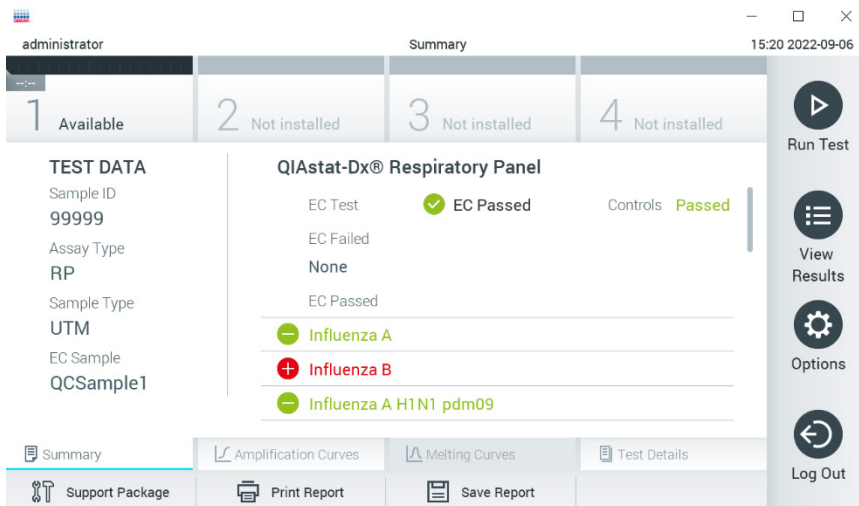 QIAGEN
administrator Summary 15:20 2022-09-06
--:--
1 Available 2 Not installed 3 Not installed 4 Not installed
Run Test
TEST DATA
Sample ID
99999
Assay Type
RP
Sample Type
UTM
EC Sample
QCSample1
QIAstat-Dx® Respiratory Panel
EC Test EC Passed Controls Passed
EC Failed
None
EC Passed
Influenza A
Influenza B
Influenza A H1N1 pdm09
View
Results
Options
Log Out
Summary Amplification Curves Melting Curves Test Details
Support Package Print Report Save Report